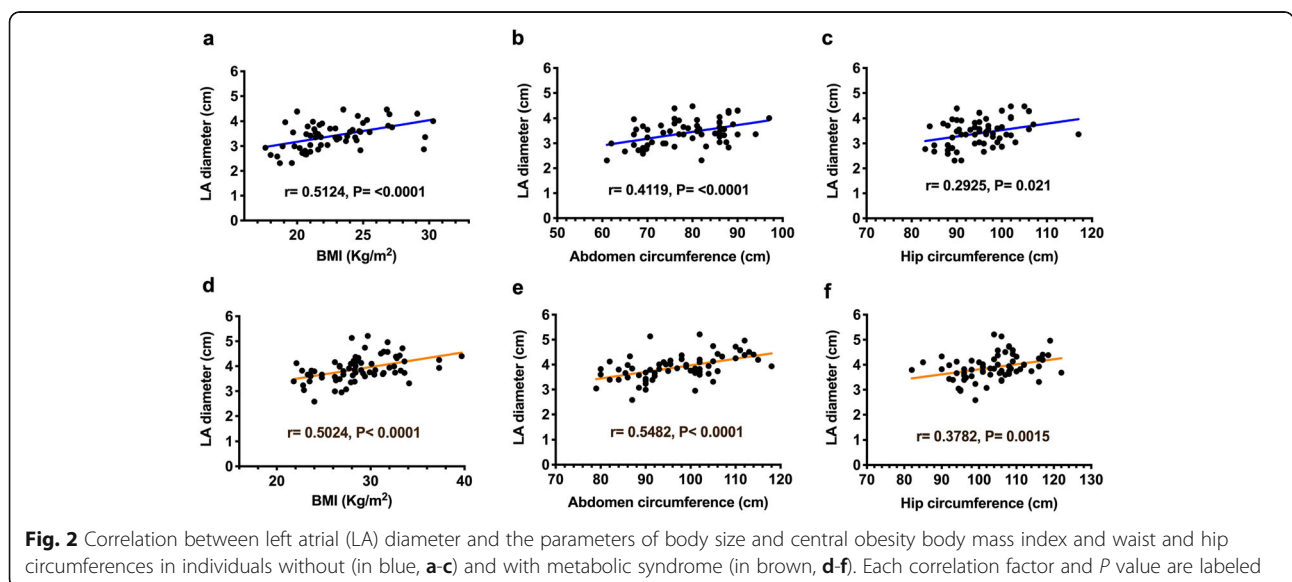 a
b
c
6
5
4
3
2
1
0
LA diameter (cm)
20 25 30
BMI (Kg/m²)
r= 0.5124, P= <0.0001
6
5
4
3
2
1
0
LA diameter (cm)
50 60 70 80 90 100
Abdomen circumference (cm)
r= 0.4119, P= <0.0001
6
5
4
3
2
1
0
LA diameter (cm)
70 80 90 100 110 120
Hip circumference (cm)
r= 0.2925, P= 0.021
d
e
f
6
5
4
3
2
1
0
LA diameter (cm)
20 30 40
BMI (Kg/m²)
r= 0.5024, P< 0.0001
6
5
4
3
2
1
0
LA diameter (cm)
70 80 90 100 110 120
Abdomen circumference (cm)
r= 0.5482, P< 0.0001
6
5
4
3
2
1
0
LA diameter (cm)
70 80 90 100 110 120 130
Hip circumference (cm)
r= 0.3782, P= 0.0015
Fig. 2 Correlation between left atrial (LA) diameter and the parameters of body size and central obesity body mass index and waist and hip
circumferences in individuals without (in blue, a-c) and with metabolic syndrome (in brown, d-f). Each correlation factor and P value are labeled